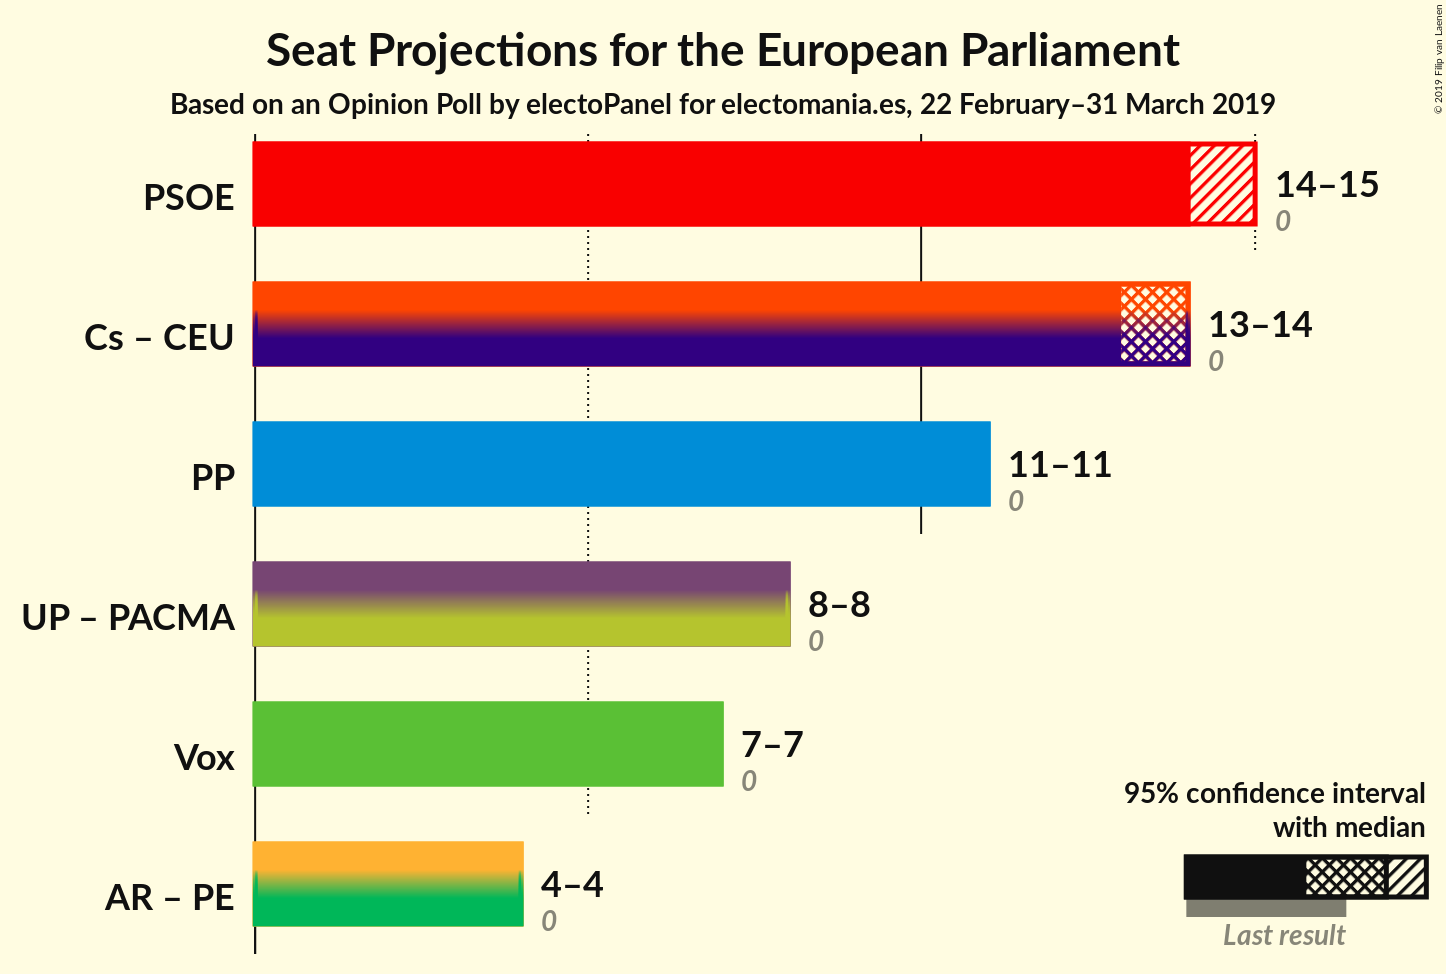 Seat Projections for the European Parliament
Based on an Opinion Poll by electoPanel for electomania.es, 22 February–31 March 2019
© 2019 Filip van Laenen
PSOE
14–15
0
Cs – CEU
13–14
0
PP
11–11
0
UP – PACMA
8–8
0
Vox
7–7
0
AR – PE
4–4
0
95% confidence interval
with median
Last result